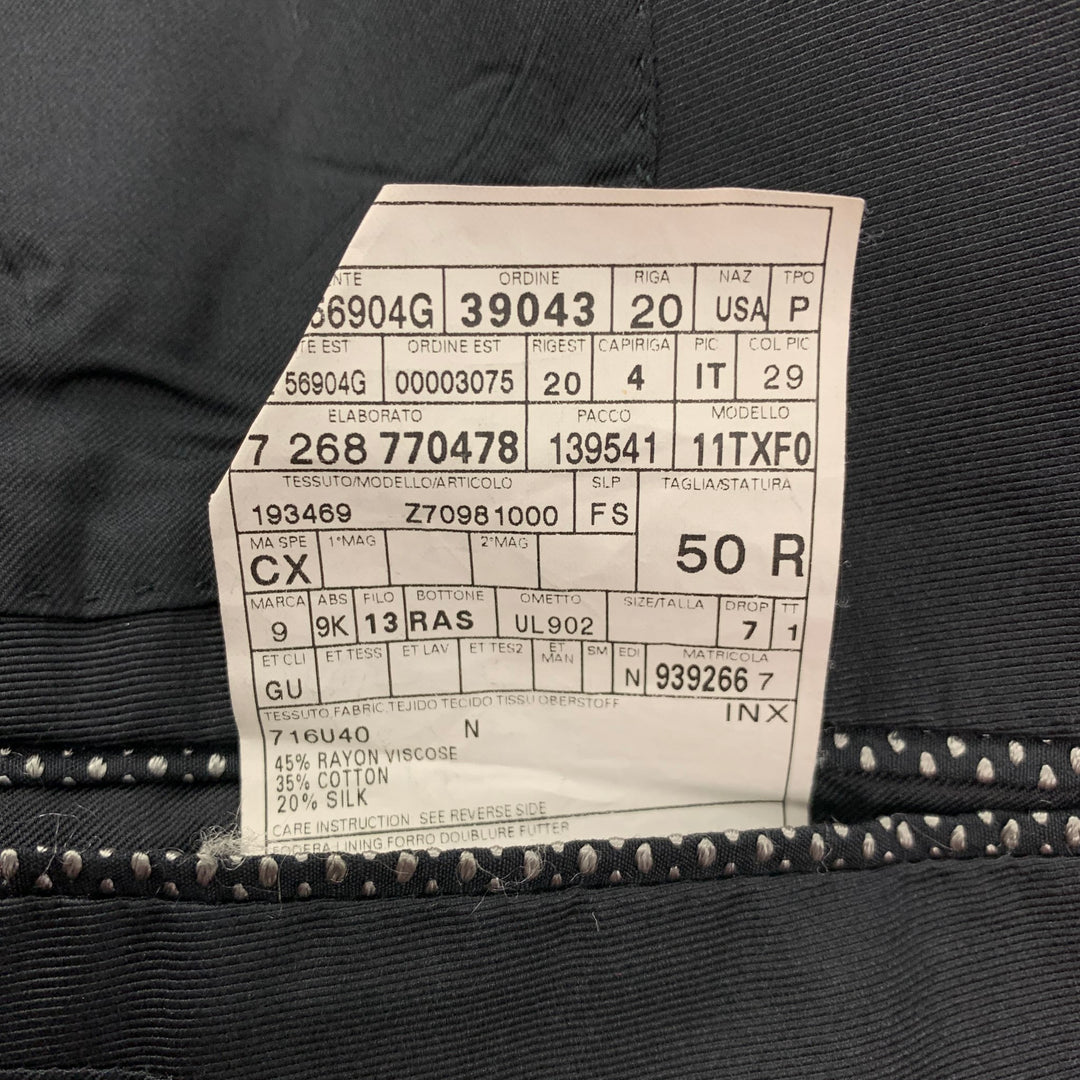 ORDINE RIGA NAZ TPO
56904G 39043 20 USA P
ORDINE EST RIGEST CAPIRIGA PIC COL PIC
56904G 00003075 20 4 IT 29
ELABORATO PACCO MODELLO
7 268 770478 139541 11TXF0
TESSUTO/MODELLO/ARTICOLO SLP TAGLIA/STATURA
193469 Z70981000 FS
50 R
MA SPE 1°MAG 2°MAG
CX
MARCA ABS FILO BOTTONE OMETTO SIZE/TALLA DROP TT
9 9K 13 RAS UL902 7 1
ET CLI ET TESS ET LAV ET TES2 ET MAN SM EDI MATRICOLA
GU N 939266 7
TESSUTO FABRIC TEJIDO TECIDO TISSU OBERSTOFF INX
716U40 N
45% RAYON VISCOSE
35% COTTON
20% SILK
CARE INSTRUCTION SEE REVERSE SIDE
FODERA LINING FORRO DOUBLURE FUTTER